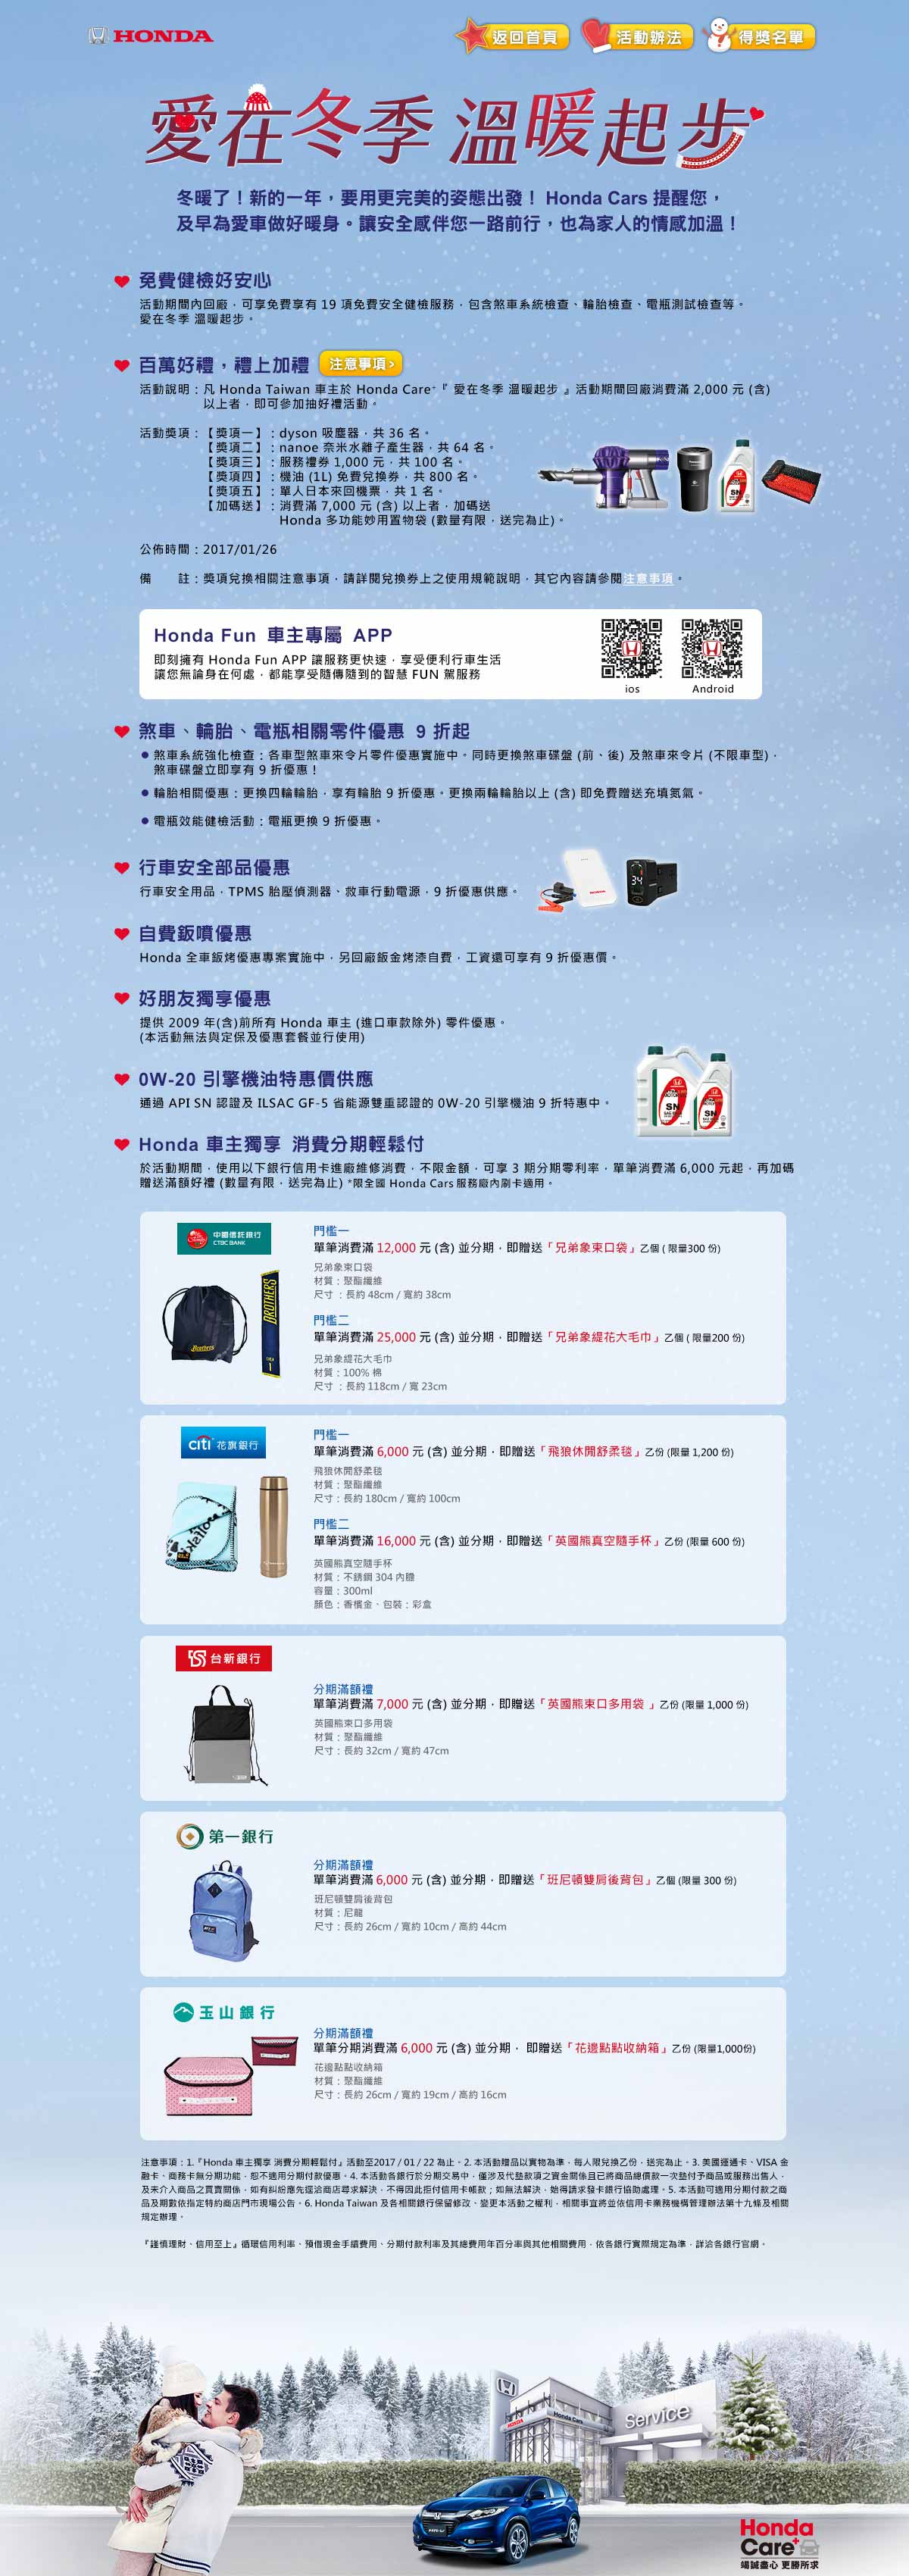 HONDA
返回首頁
活動辦法
得獎名單
愛在冬季 溫暖起步
冬暖了！新的一年，要用更完美的姿態出發！ Honda Cars 提醒您，
及早為愛車做好暖身。讓安全感伴您一路前行，也為家人的情感加溫！
免費健檢好安心
活動期間內回廠，可享免費享有 19 項免費安全健檢服務，包含煞車系統檢查、輪胎檢查、電瓶測試檢查等。
愛在冬季 溫暖起步。
百萬好禮，禮上加禮
注意事項 >
活動說明：凡 Honda Taiwan 車主於 Honda Care+『 愛在冬季 溫暖起步 』活動期間回廠消費滿 2,000 元 (含)
以上者，即可參加抽好禮活動。
活動獎項：【獎項一】：dyson 吸塵器，共 36 名。
【獎項二】：nanoe 奈米水離子產生器，共 64 名。
【獎項三】：服務禮券 1,000 元，共 100 名。
【獎項四】：機油 (1L) 免費兌換券，共 800 名。
【獎項五】：單人日本來回機票，共 1 名。
【加碼送】：消費滿 7,000 元 (含) 以上者，加碼送
Honda 多功能妙用置物袋 (數量有限，送完為止)。
公佈時間：2017/01/26
備　　註：獎項兌換相關注意事項，請詳閱兌換券上之使用規範說明，其它內容請參閱注意事項。
Honda Fun 車主專屬 APP
即刻擁有 Honda Fun APP 讓服務更快速，享受便利行車生活
讓您無論身在何處，都能享受隨傳隨到的智慧 FUN 駕服務
ios
Android
煞車、輪胎、電瓶相關零件優惠 9 折起
● 煞車系統強化檢查：各車型煞車來令片零件優惠實施中。同時更換煞車碟盤 (前、後) 及煞車來令片 (不限車型)，
煞車碟盤立即享有 9 折優惠！
● 輪胎相關優惠：更換四輪輪胎，享有輪胎 9 折優惠。更換兩輪輪胎以上 (含) 即免費贈送充填氮氣。
● 電瓶效能健檢活動：電瓶更換 9 折優惠。
行車安全部品優惠
行車安全用品，TPMS 胎壓偵測器、救車行動電源，9 折優惠供應。
34
自費鈑噴優惠
Honda 全車鈑烤優惠專案實施中，另回廠鈑金烤漆自費，工資還可享有 9 折優惠價。
好朋友獨享優惠
提供 2009 年(含)前所有 Honda 車主 (進口車款除外) 零件優惠。
(本活動無法與定保及優惠套餐並行使用)
0W-20 引擎機油特惠價供應
通過 API SN 認證及 ILSAC GF-5 省能源雙重認證的 0W-20 引擎機油 9 折特惠中。
SN
SN
Honda 車主獨享 消費分期輕鬆付
於活動期間，使用以下銀行信用卡進廠維修消費，不限金額，可享 3 期分期零利率，單筆消費滿 6,000 元起，再加碼
贈送滿額好禮 (數量有限，送完為止) *限全國 Honda Cars 服務廠內刷卡適用。
中國信託銀行
CTBC BANK
門檻一
單筆消費滿 12,000 元 (含) 並分期，即贈送「兄弟象束口袋」乙個 ( 限量300 份)
兄弟象束口袋
材質：聚酯纖維
尺寸 ：長約 48cm / 寬約 38cm
BROTHERS
Brothers
門檻二
單筆消費滿 25,000 元 (含) 並分期，即贈送「兄弟象緹花大毛巾」乙個 ( 限量200 份)
兄弟象緹花大毛巾
材質：100% 棉
尺寸 ：長約 118cm / 寬 23cm
citi 花旗銀行
門檻一
單筆消費滿 6,000 元 (含) 並分期，即贈送「飛狼休閒舒柔毯」乙份 (限量 1,200 份)
飛狼休閒舒柔毯
材質：聚酯纖維
尺寸：長約 180cm / 寬約 100cm
門檻二
單筆消費滿 16,000 元 (含) 並分期，即贈送「英國熊真空隨手杯」乙份 (限量 600 份)
英國熊真空隨手杯
材質：不銹鋼 304 內膽
容量：300ml
顏色：香檳金、包裝：彩盒
台新銀行
分期滿額禮
單筆消費滿 7,000 元 (含) 並分期，即贈送「英國熊束口多用袋 」乙份 (限量 1,000 份)
英國熊束口多用袋
材質：聚酯纖維
尺寸：長約 32cm / 寬約 47cm
第一銀行
分期滿額禮
單筆消費滿 6,000 元 (含) 並分期，即贈送「班尼頓雙肩後背包」乙個 (限量 300 份)
班尼頓雙肩後背包
材質：尼龍
尺寸：長約 26cm / 寬約 10cm / 高約 44cm
玉山銀行
分期滿額禮
單筆分期消費滿 6,000 元 (含) 並分期， 即贈送「花邊點點收納箱」乙份 (限量1,000份)
花邊點點收納箱
材質：聚酯纖維
尺寸：長約 26cm / 寬約 19cm / 高約 16cm
注意事項：1.『Honda 車主獨享 消費分期輕鬆付』活動至2017 / 01 / 22 為止。2. 本活動贈品以實物為準，每人限兌換乙份，送完為止。3. 美國運通卡、VISA 金
融卡、商務卡無分期功能，恕不適用分期付款優惠。4. 本活動各銀行於分期交易中，僅涉及代墊款項之資金關係且已將商品總價款一次墊付予商品或服務出售人，
及未介入商品之買賣關係，如有糾紛應先逕洽商店尋求解決，不得因此拒付信用卡帳款；如無法解決，始得請求發卡銀行協助處理。5. 本活動可適用分期付款之商
品及期數依指定特約商店門市現場公告。6. Honda Taiwan 及各相關銀行保留修改、變更本活動之權利，相關事宜將並依信用卡業務機構管理辦法第十九條及相關
規定辦理。
『謹慎理財、信用至上』循環信用利率、預借現金手續費用、分期付款利率及其總費用年百分率與其他相關費用，依各銀行實際規定為準，詳洽各銀行官網。
HONDA
Honda Cars
Service
HR-V
Honda
Care+
竭誠盡心 更勝所求